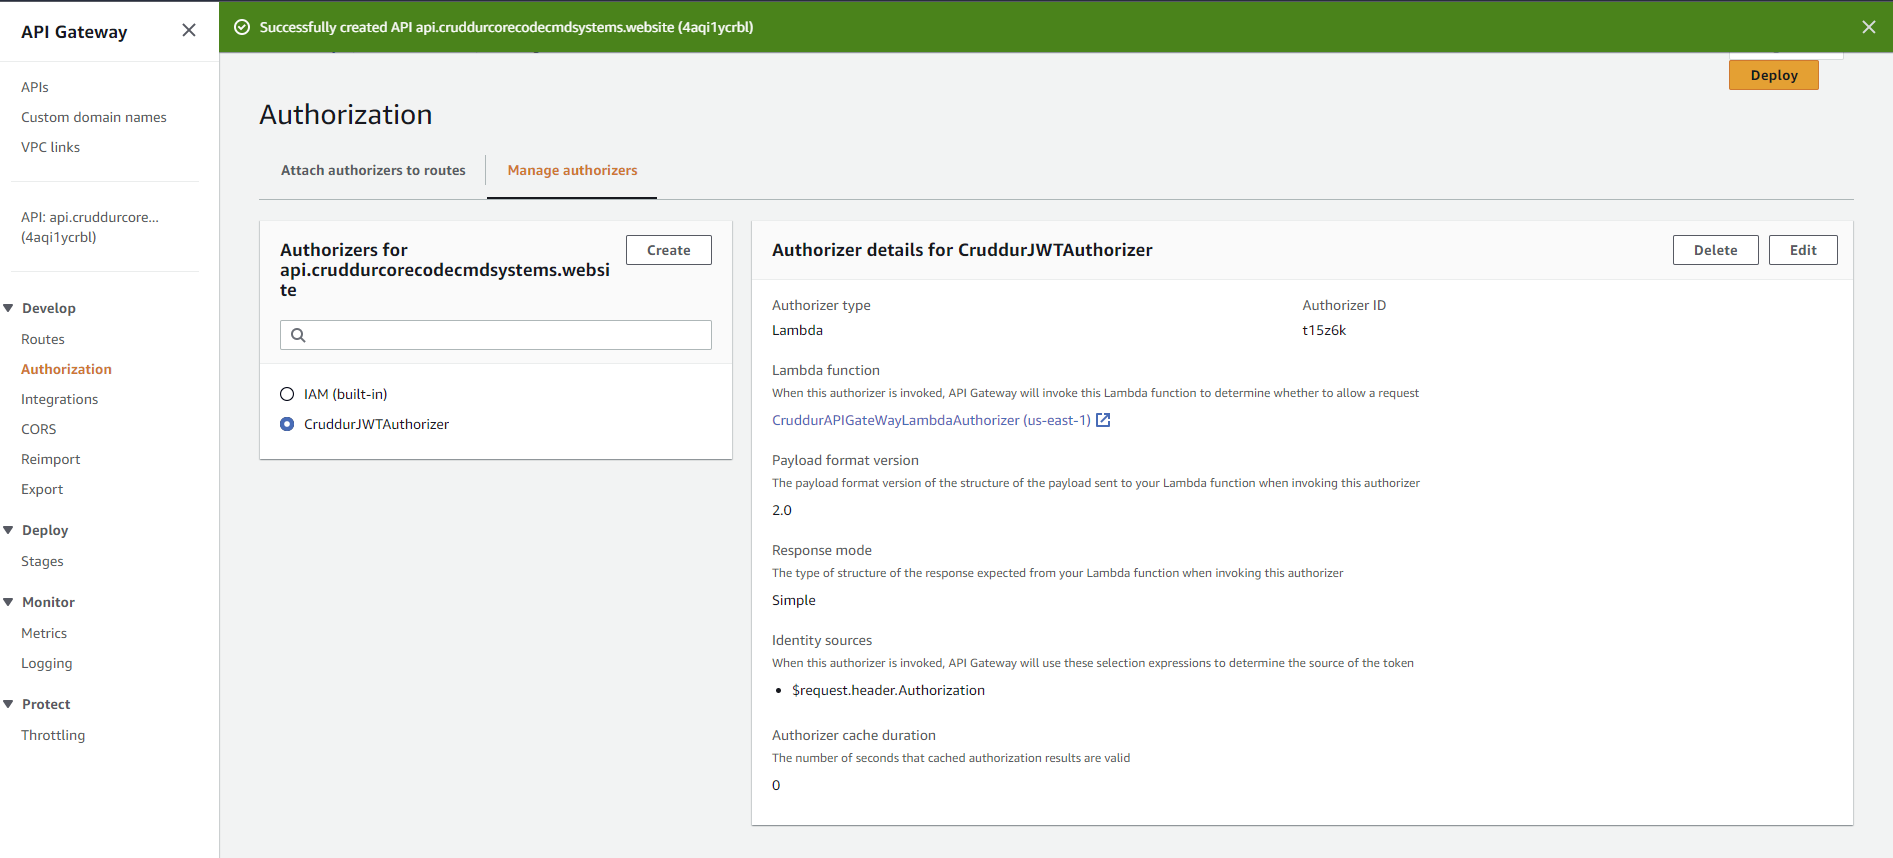 API Gateway
Successfully created API api.cruddurcorecodecmdsystems.website (4aqi1ycrbl)
APIs
Custom domain names
VPC links
API: api.cruddurcore...
(4aqi1ycrbl)
Develop
Routes
Authorization
Integrations
CORS
Reimport
Export
Deploy
Stages
Monitor
Metrics
Logging
Protect
Throttling
Deploy
Authorization
Attach authorizers to routes
Manage authorizers
Authorizers for
api.cruddurcorecodecmdsystems.websi
te
Create
IAM (built-in)
CruddurJWTAuthorizer
Authorizer details for CruddurJWTAuthorizer
Delete
Edit
Authorizer type
Lambda
Authorizer ID
t15z6k
Lambda function
When this authorizer is invoked, API Gateway will invoke this Lambda function to determine whether to allow a request
CruddurAPIGateWayLambdaAuthorizer (us-east-1)
Payload format version
The payload format version of the structure of the payload sent to your Lambda function when invoking this authorizer
2.0
Response mode
The type of structure of the response expected from your Lambda function when invoking this authorizer
Simple
Identity sources
When this authorizer is invoked, API Gateway will use these selection expressions to determine the source of the token
• $request.header.Authorization
Authorizer cache duration
The number of seconds that cached authorization results are valid
0